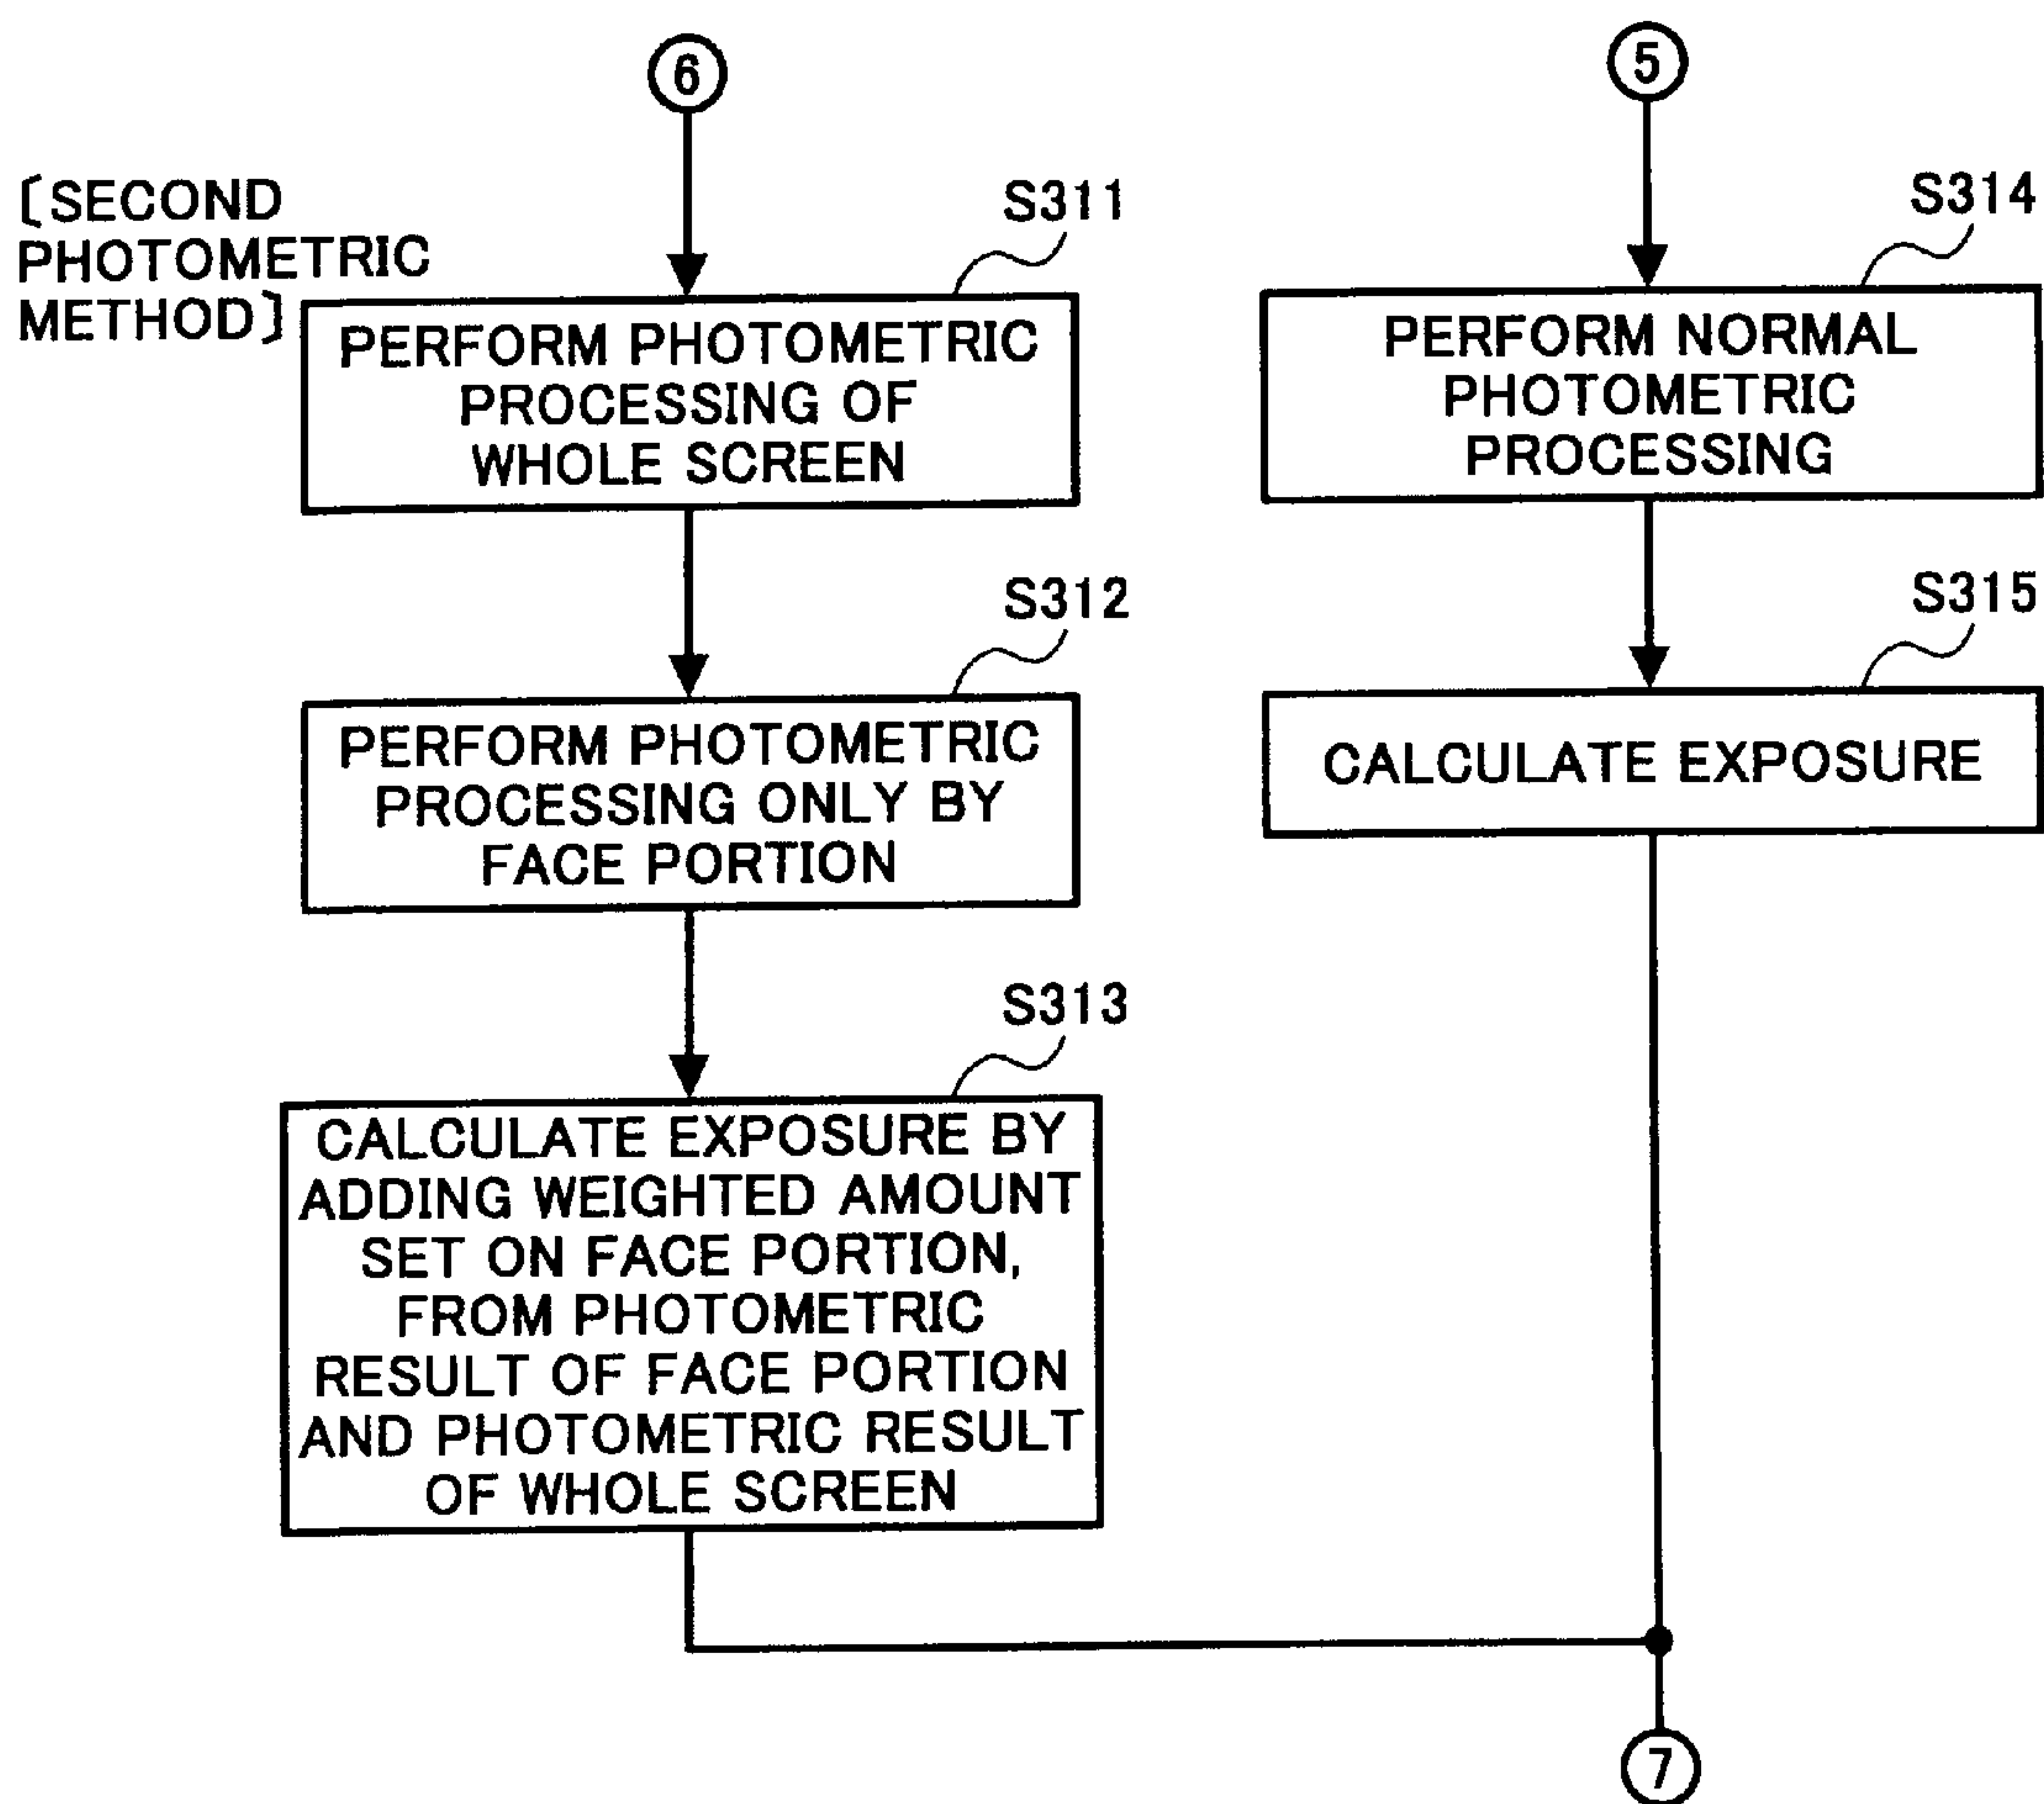 6
[SECOND
PHOTOMETRIC
METHOD]
S311
PERFORM PHOTOMETRIC
PROCESSING OF
WHOLE SCREEN
S312
PERFORM PHOTOMETRIC
PROCESSING ONLY BY
FACE PORTION
S313
CALCULATE EXPOSURE BY
ADDING WEIGHTED AMOUNT
SET ON FACE PORTION,
FROM PHOTOMETRIC
RESULT OF FACE PORTION
AND PHOTOMETRIC RESULT
OF WHOLE SCREEN
5
S314
PERFORM NORMAL
PHOTOMETRIC
PROCESSING
S315
CALCULATE EXPOSURE
7